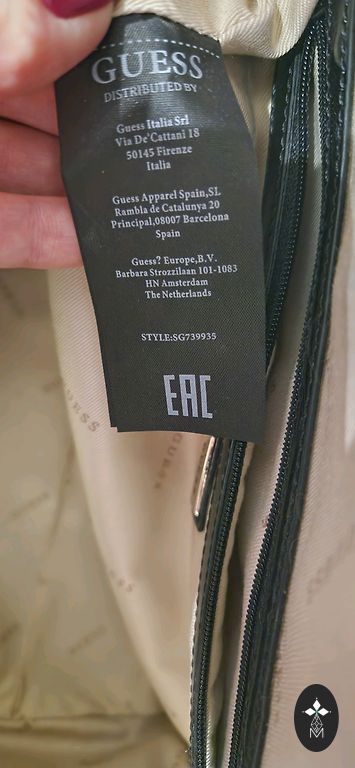 GUESS
DISTRIBUTED BY
Guess Italia Srl
Via De'Cattani 18
50145 Firenze
Italia
Guess Apparel Spain,SL
Rambla de Catalunya 20
Principal,08007 Barcelona
Spain
Guess? Europe,B.V.
Barbara Strozzilaan 101-1083
HN Amsterdam
The Netherlands
STYLE:SG739935
EAC
GUESS
GUESS
M